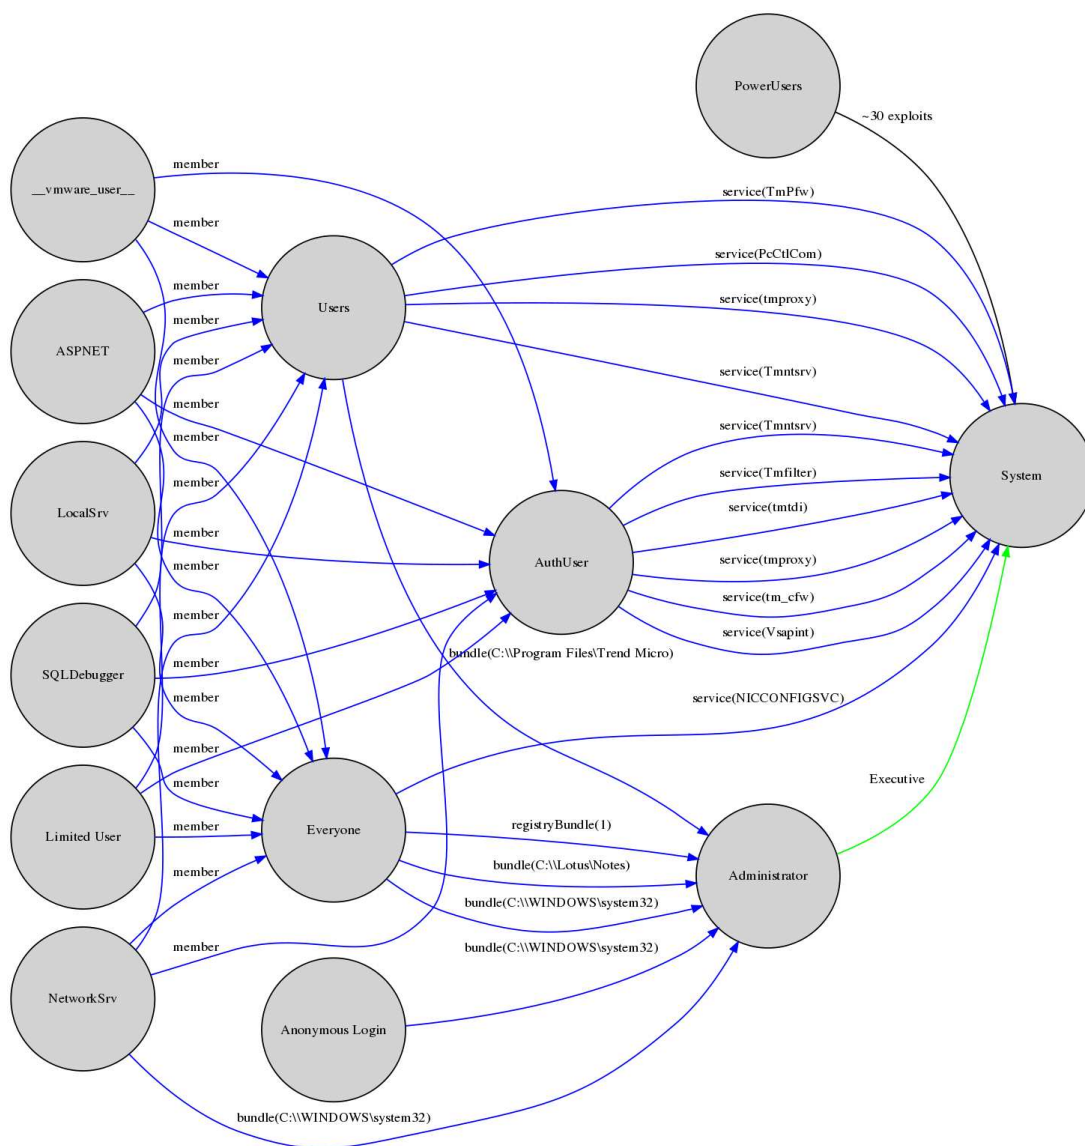 PowerUsers
~30 exploits
member
__vmware_user__
service(TmPfw)
member
service(PcCtlCom)
member
service(tmproxy)
Users
member
ASPNET
member
service(Tmntsrv)
member
service(Tmntsrv)
member
service(Tmfilter)
System
member
service(tmtdi)
LocalSrv
member
service(tmproxy)
AuthUser
member
service(tm_cfw)
member
service(Vsapint)
bundle(C:\\Program Files\Trend Micro)
member
SQLDebugger
member
service(NICCONFIGSVC)
member
Executive
member
registryBundle(1)
member
Everyone
Limited User
bundle(C:\\Lotus\Notes)
member
Administrator
bundle(C:\\WINDOWS\system32)
member
bundle(C:\\WINDOWS\system32)
NetworkSrv
Anonymous Login
bundle(C:\\WINDOWS\system32)